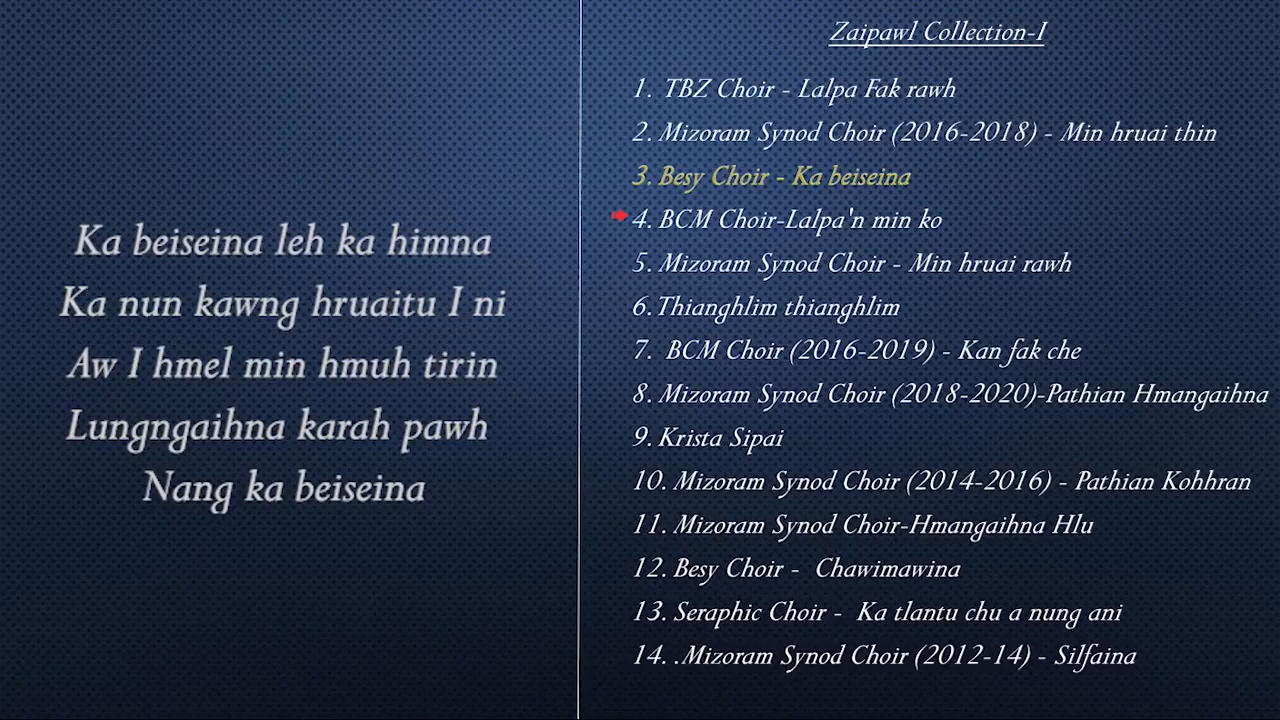 Ka beiseina leh ka himna
Ka nun kawng hruaitu I ni
Aw I hmel min hmuh tirin
Lungngaihna karah pawh
Nang ka beiseina
Zaipawl Collection-I
1. TBZ Choir - Lalpa Fak rawh
2. Mizoram Synod Choir (2016-2018) - Min hruai thin
3. Besy Choir - Ka beiseina
4. BCM Choir-Lalpa'n min ko
5. Mizoram Synod Choir - Min hruai rawh
6. Thianghlim thianghlim
7. BCM Choir (2016-2019) - Kan fak che
8. Mizoram Synod Choir (2018-2020)-Pathian Hmangaihna
9. Krista Sipai
10. Mizoram Synod Choir (2014-2016) - Pathian Kohhran
11. Mizoram Synod Choir-Hmangaihna Hlu
12. Besy Choir - Chawimawina
13. Seraphic Choir - Ka tlantu chu a nung ani
14. .Mizoram Synod Choir (2012-14) - Silfaina